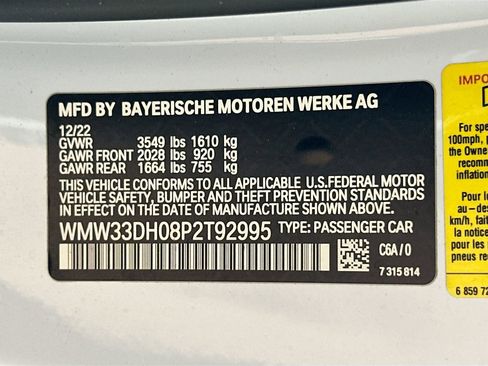 MFD BY BAYERISCHE MOTOREN WERKE AG
12/22
GVWR 3549 lbs 1610 kg
GAWR FRONT 2028 lbs 920 kg
GAWR REAR 1664 lbs 755 kg
THIS VEHICLE CONFORMS TO ALL APPLICABLE U.S.FEDERAL MOTOR
VEHICLE SAFETY, BUMPER AND THEFT PREVENTION STANDARDS
IN EFFECT ON THE DATE OF MANUFACTURE SHOWN ABOVE.
WMW33DH08P2T92995 TYPE: PASSENGER CAR
C6A/0
7 315 814
IMPO
For spe
100mph, p
the Owne
recomm
inflation
Pour
au-des
km/h, fait
la notice
pneus re
6 859 72